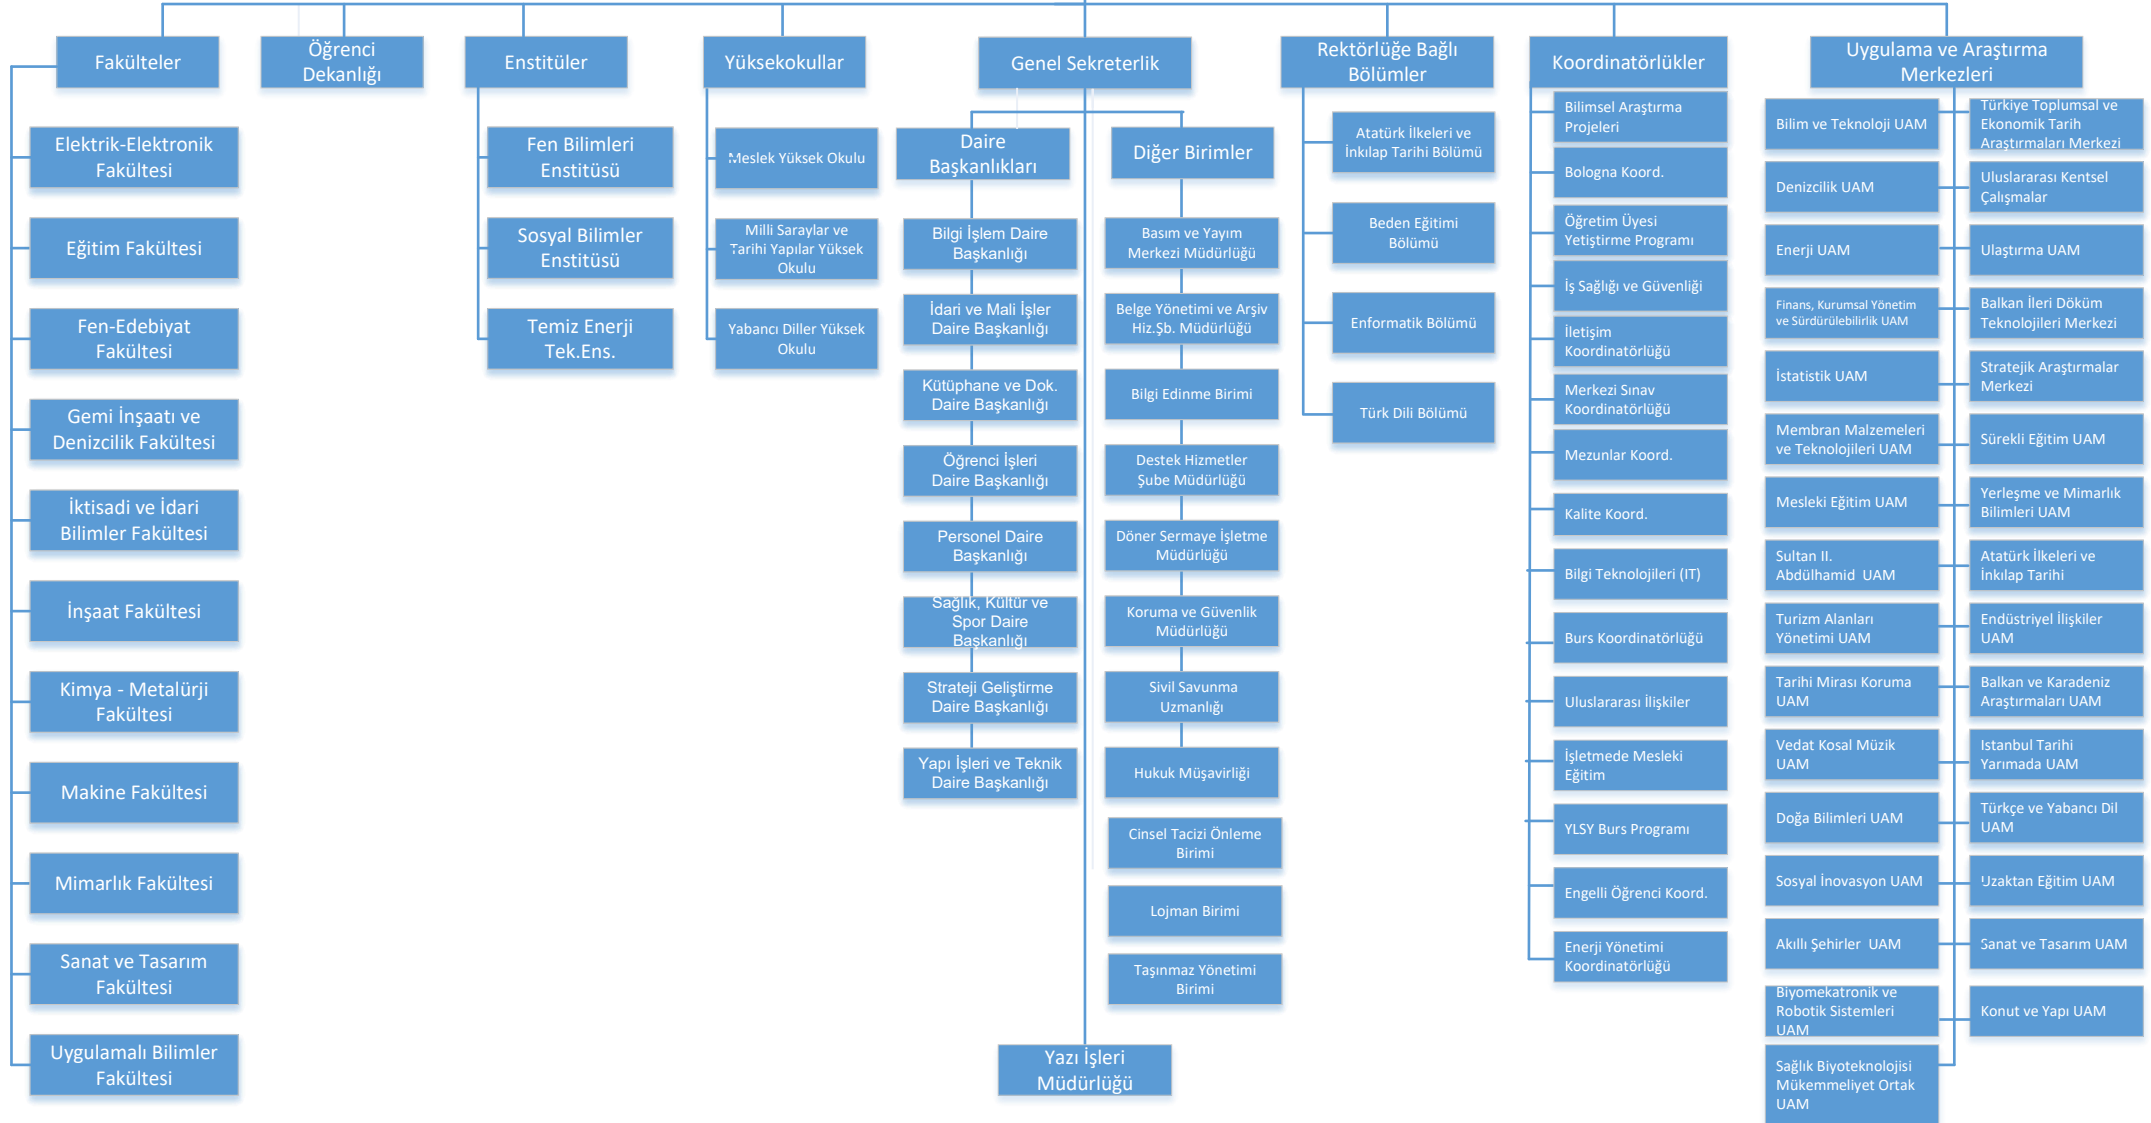 Fakülteler
Öğrenci
Dekanlığı
Enstitüler
Yüksekokullar
Genel Sekreterlik
Rektörlüğe Bağlı
Bölümler
Koordinatörlükler
Uygulama ve Araştırma
Merkezleri
Elektrik-Elektronik
Fakültesi
Eğitim Fakültesi
Fen-Edebiyat
Fakültesi
Gemi İnşaatı ve
Denizcilik Fakültesi
İktisadi ve İdari
Bilimler Fakültesi
İnşaat Fakültesi
Kimya - Metalürji
Fakültesi
Makine Fakültesi
Mimarlık Fakültesi
Sanat ve Tasarım
Fakültesi
Uygulamalı Bilimler
Fakültesi
Fen Bilimleri
Enstitüsü
Sosyal Bilimler
Enstitüsü
Temiz Enerji
Tek.Ens.
Meslek Yüksek Okulu
Milli Saraylar ve
Tarihi Yapılar Yüksek
Okulu
Yabancı Diller Yüksek
Okulu
Daire
Başkanlıkları
Bilgi İşlem Daire
Başkanlığı
İdari ve Mali İşler
Daire Başkanlığı
Kütüphane ve Dok.
Daire Başkanlığı
Öğrenci İşleri
Daire Başkanlığı
Personel Daire
Başkanlığı
Sağlık, Kültür ve
Spor Daire
Başkanlığı
Strateji Geliştirme
Daire Başkanlığı
Yapı İşleri ve Teknik
Daire Başkanlığı
Diğer Birimler
Basım ve Yayım
Merkezi Müdürlüğü
Belge Yönetimi ve Arşiv
Hiz.Şb. Müdürlüğü
Bilgi Edinme Birimi
Destek Hizmetler
Şube Müdürlüğü
Döner Sermaye İşletme
Müdürlüğü
Koruma ve Güvenlik
Müdürlüğü
Sivil Savunma
Uzmanlığı
Hukuk Müşavirliği
Cinsel Tacizi Önleme
Birimi
Lojman Birimi
Taşınmaz Yönetimi
Birimi
Yazı İşleri
Müdürlüğü
Atatürk İlkeleri ve
İnkılap Tarihi Bölümü
Beden Eğitimi
Bölümü
Enformatik Bölümü
Türk Dili Bölümü
Bilimsel Araştırma
Projeleri
Bologna Koord.
Öğretim Üyesi
Yetiştirme Programı
İş Sağlığı ve Güvenliği
İletişim
Koordinatörlüğü
Merkezi Sınav
Koordinatörlüğü
Mezunlar Koord.
Kalite Koord.
Bilgi Teknolojileri (IT)
Burs Koordinatörlüğü
Uluslararası İlişkiler
İşletmede Mesleki
Eğitim
YLSY Burs Programı
Engelli Öğrenci Koord.
Enerji Yönetimi
Koordinatörlüğü
Bilim ve Teknoloji UAM
Denizcilik UAM
Enerji UAM
Finans, Kurumsal Yönetim
ve Sürdürülebilirlik UAM
İstatistik UAM
Membran Malzemeleri
ve Teknolojileri UAM
Mesleki Eğitim UAM
Sultan II.
Abdülhamid  UAM
Turizm Alanları
Yönetimi UAM
Tarihi Mirası Koruma
UAM
Vedat Kosal Müzik
UAM
Doğa Bilimleri UAM
Sosyal İnovasyon UAM
Akıllı Şehirler  UAM
Biyomekatronik ve
Robotik Sistemleri
UAM
Sağlık Biyoteknolojisi
Mükemmeliyet Ortak
UAM
Türkiye Toplumsal ve
Ekonomik Tarih
Araştırmaları Merkezi
Uluslararası Kentsel
Çalışmalar
Ulaştırma UAM
Balkan İleri Döküm
Teknolojileri Merkezi
Stratejik Araştırmalar
Merkezi
Sürekli Eğitim UAM
Yerleşme ve Mimarlık
Bilimleri UAM
Atatürk İlkeleri ve
İnkılap Tarihi
Endüstriyel İlişkiler
UAM
Balkan ve Karadeniz
Araştırmaları UAM
Istanbul Tarihi
Yarımada UAM
Türkçe ve Yabancı Dil
UAM
Uzaktan Eğitim UAM
Sanat ve Tasarım UAM
Konut ve Yapı UAM